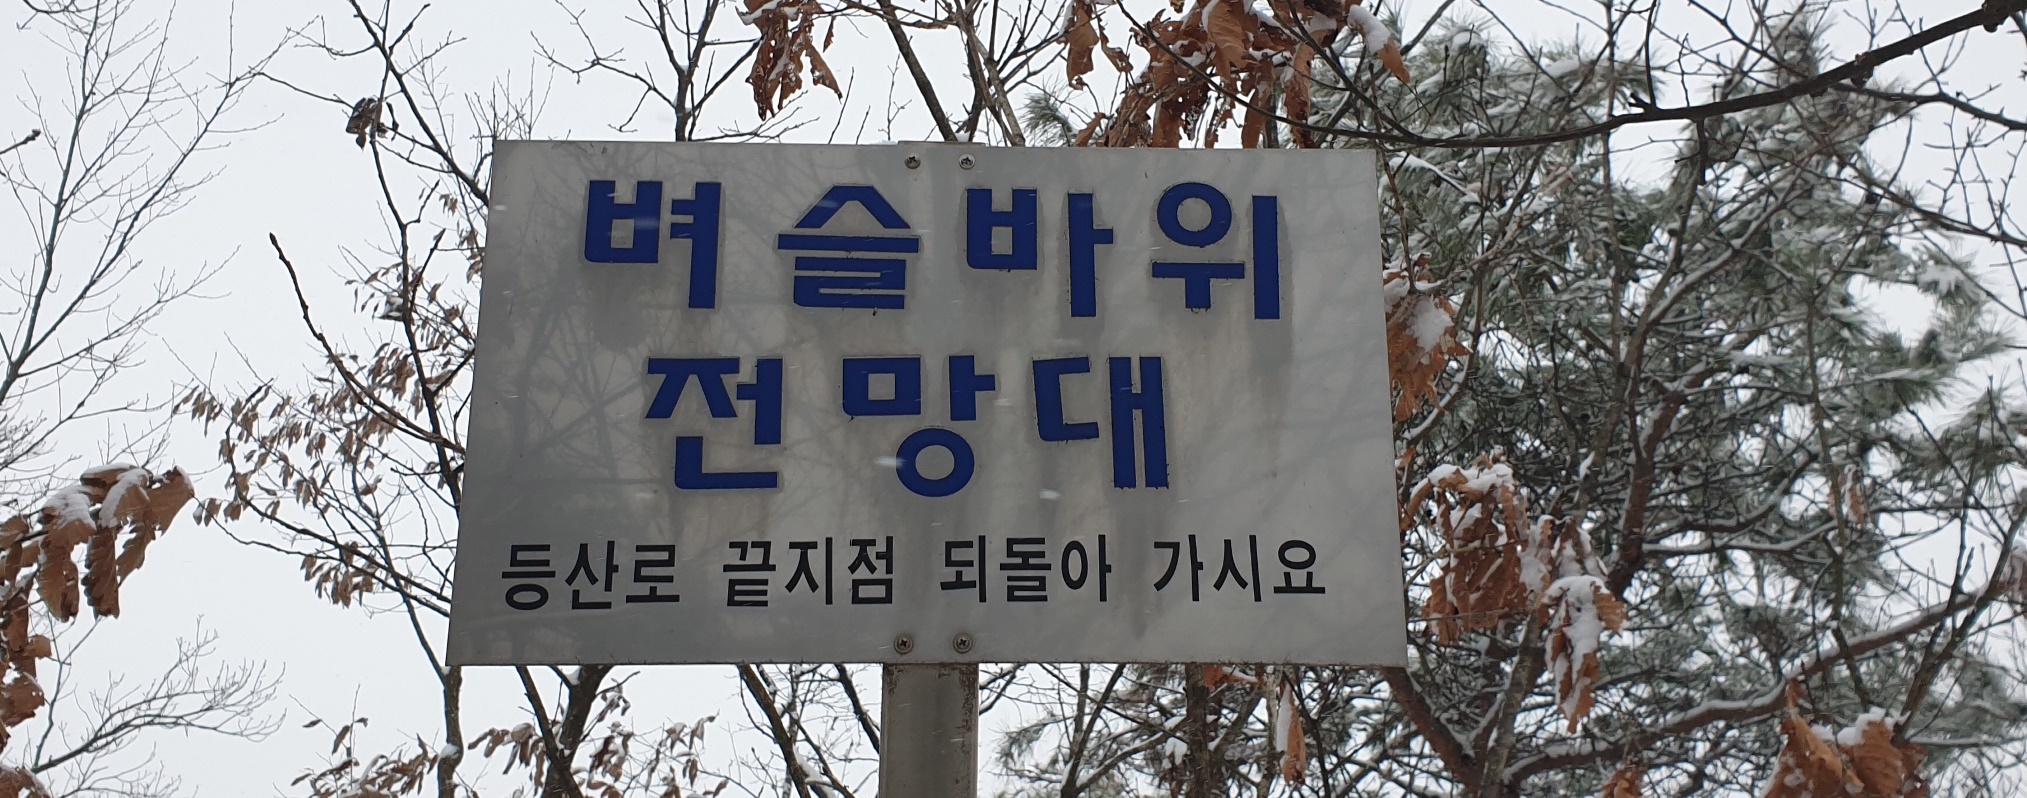 벼슬바위
전망대
등산로 끝지점 되돌아 가시요